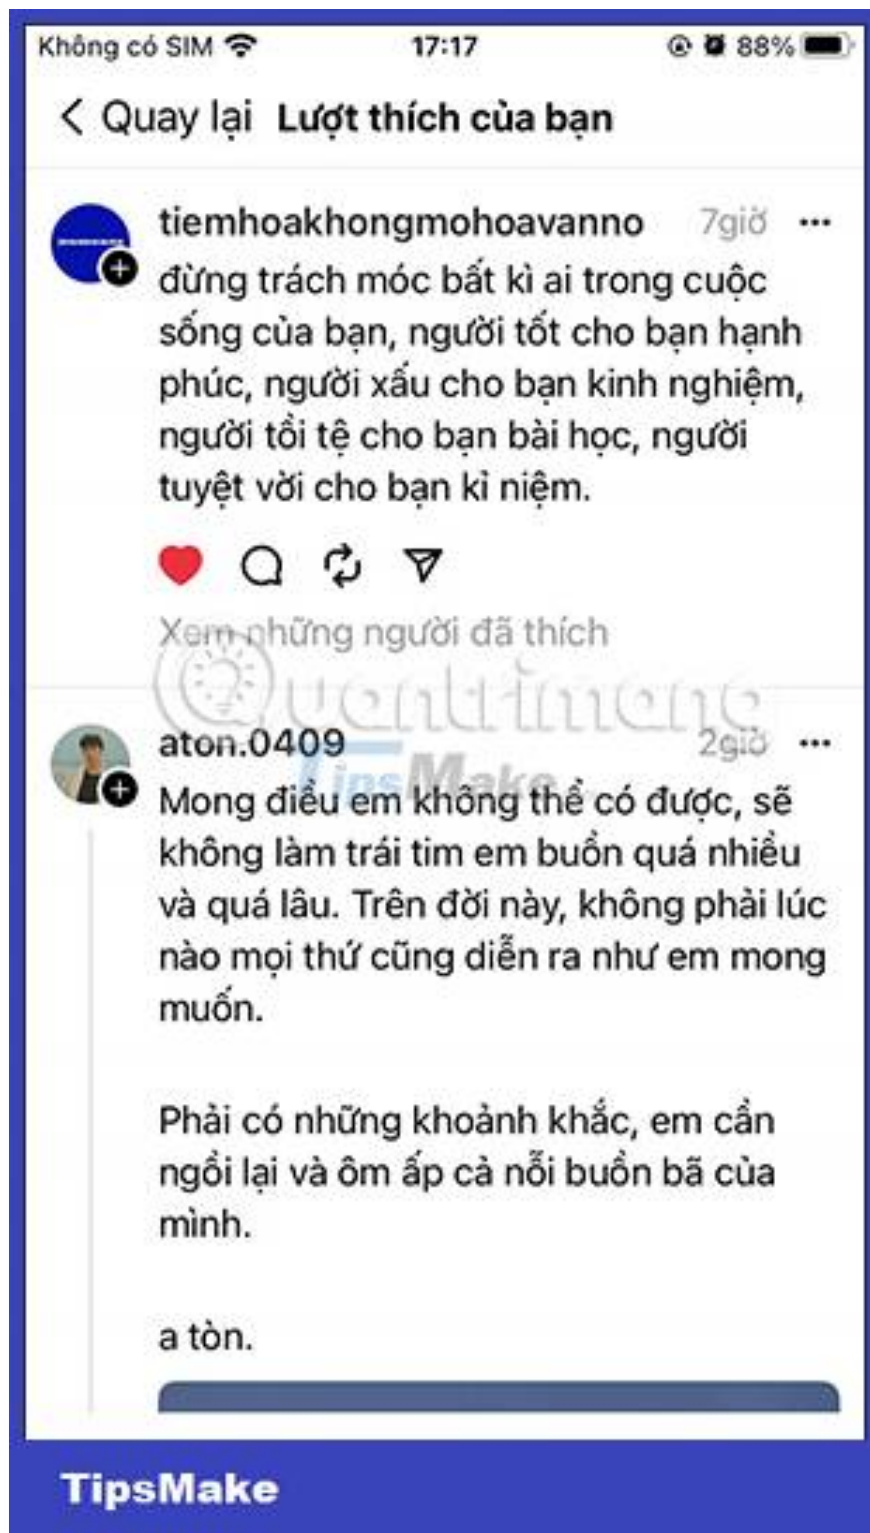 Không có SIM 17:17 88%
Quay lại Lượt thích của bạn
tiemhoakhongmohoavanno 7giờ
đừng trách móc bất kì ai trong cuộc
sống của bạn, người tốt cho bạn hạnh
phúc, người xấu cho bạn kinh nghiệm,
người tồi tệ cho bạn bài học, người
tuyệt vời cho bạn kỉ niệm.
Xem những người đã thích
Quantrimang
aton.0409 2giờ
TipsMake
Mong điều em không thể có được, sẽ
không làm trái tim em buồn quá nhiều
và quá lâu. Trên đời này, không phải lúc
nào mọi thứ cũng diễn ra như em mong
muốn.
Phải có những khoảnh khắc, em cần
ngồi lại và ôm ấp cả nỗi buồn bã của
mình.
a tòn.
TipsMake